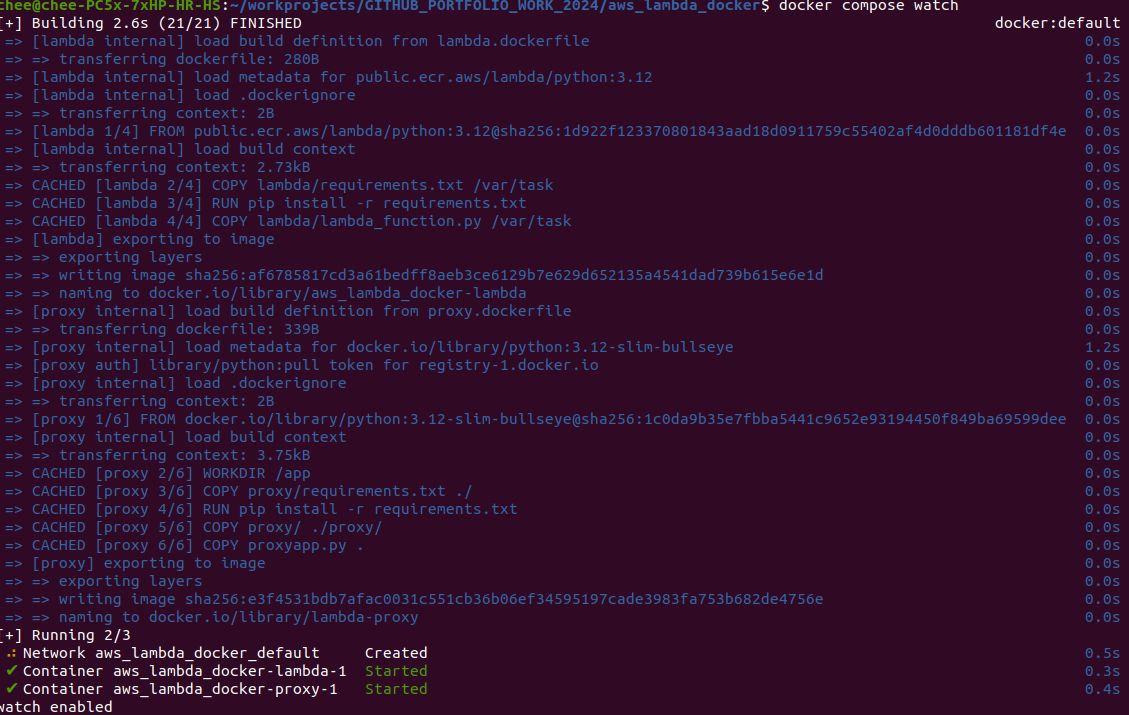 chee@chee-PC5x-7xHP-HR-HS:~/workprojects/GITHUB_PORTFOLIO_WORK_2024/aws_lambda_docker$ docker compose watch
[+] Building 2.6s (21/21) FINISHED docker:default
=> [lambda internal] load build definition from lambda.dockerfile 0.0s
=> => transferring dockerfile: 280B 0.0s
=> [lambda internal] load metadata for public.ecr.aws/lambda/python:3.12 1.2s
=> [lambda internal] load .dockerignore 0.0s
=> => transferring context: 2B 0.0s
=> [lambda 1/4] FROM public.ecr.aws/lambda/python:3.12@sha256:1d922f123370801843aad18d0911759c55402af4d0dddb601181df4e 0.0s
=> [lambda internal] load build context 0.0s
=> => transferring context: 2.73kB 0.0s
=> CACHED [lambda 2/4] COPY lambda/requirements.txt /var/task 0.0s
=> CACHED [lambda 3/4] RUN pip install -r requirements.txt 0.0s
=> CACHED [lambda 4/4] COPY lambda/lambda_function.py /var/task 0.0s
=> [lambda] exporting to image 0.0s
=> => exporting layers 0.0s
=> => writing image sha256:af6785817cd3a61bedff8aeb3ce6129b7e629d652135a4541dad739b615e6e1d 0.0s
=> => naming to docker.io/library/aws_lambda_docker-lambda 0.0s
=> [proxy internal] load build definition from proxy.dockerfile 0.0s
=> => transferring dockerfile: 339B 0.0s
=> [proxy internal] load metadata for docker.io/library/python:3.12-slim-bullseye 1.2s
=> [proxy auth] library/python:pull token for registry-1.docker.io 0.0s
=> [proxy internal] load .dockerignore 0.0s
=> => transferring context: 2B 0.0s
=> [proxy 1/6] FROM docker.io/library/python:3.12-slim-bullseye@sha256:1c0da9b35e7fbba5441c9652e93194450f849ba69599dee 0.0s
=> [proxy internal] load build context 0.0s
=> => transferring context: 3.75kB 0.0s
=> CACHED [proxy 2/6] WORKDIR /app 0.0s
=> CACHED [proxy 3/6] COPY proxy/requirements.txt ./ 0.0s
=> CACHED [proxy 4/6] RUN pip install -r requirements.txt 0.0s
=> CACHED [proxy 5/6] COPY proxy/ ./proxy/ 0.0s
=> CACHED [proxy 6/6] COPY proxyapp.py . 0.0s
=> [proxy] exporting to image 0.0s
=> => exporting layers 0.0s
=> => writing image sha256:e3f4531bdb7afac0031c551cb36b06ef34595197cade3983fa753b682de4756e 0.0s
=> => naming to docker.io/library/lambda-proxy 0.0s
[+] Running 2/3
⠴ Network aws_lambda_docker_default Created 0.5s
✔ Container aws_lambda_docker-lambda-1 Started 0.3s
✔ Container aws_lambda_docker-proxy-1 Started 0.4s
watch enabled